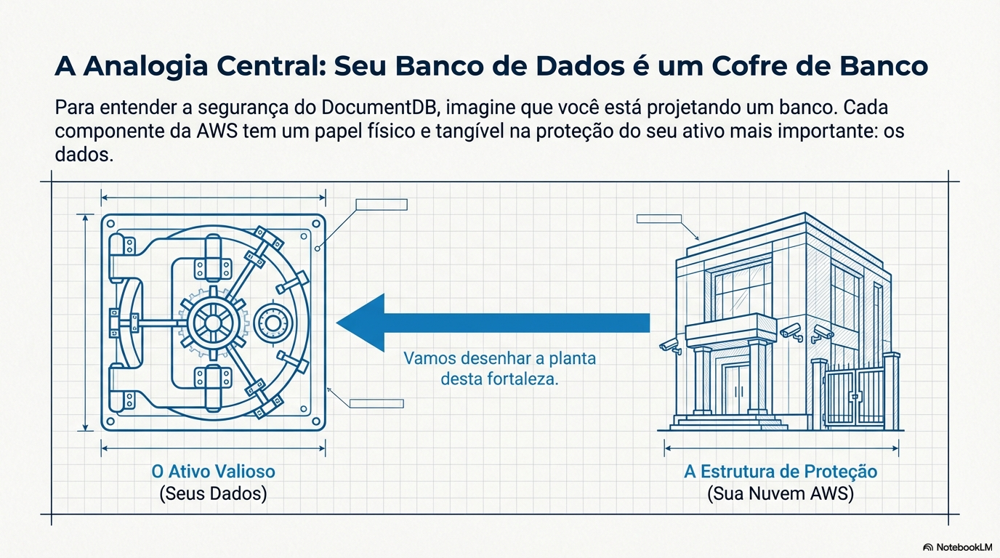 A Analogia Central: Seu Banco de Dados é um Cofre de Banco
Para entender a segurança do DocumentDB, imagine que você está projetando um banco. Cada
componente da AWS tem um papel físico e tangível na proteção do seu ativo mais importante: os
dados.
Vamos desenhar a planta
desta fortaleza.
O Ativo Valioso
(Seus Dados)
A Estrutura de Proteção
(Sua Nuvem AWS)
NotebookLM